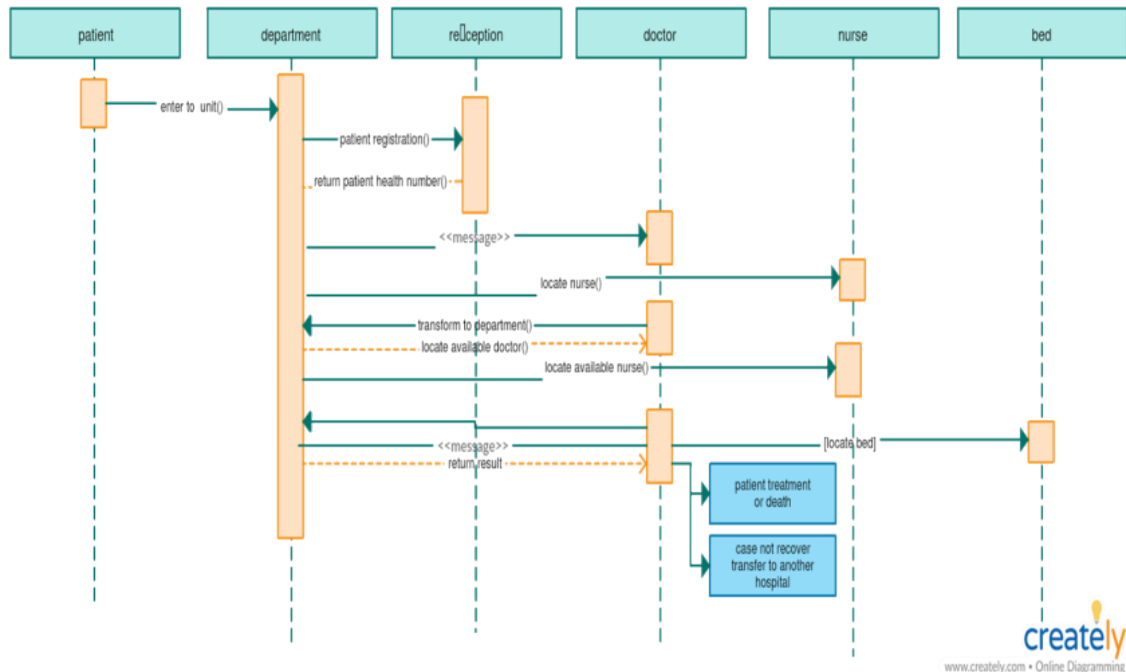 patient
department
re▯ception
doctor
nurse
bed
enter to unit()
patient registration()
return patient health number()
<<message>>
locate nurse()
transform to department()
locate available doctor()
locate available nurse()
<<message>>
[locate bed]
return result
patient treatment
or death
case not recover
transfer to another
hospital
creately
www.creately.com • Online Diagramming